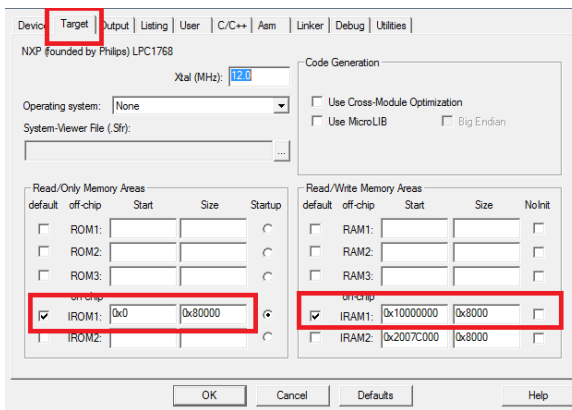 Device Target Output Listing User C/C++ Asm Linker Debug Utilities
NXP (founded by Philips) LPC1768
Xtal (MHz): 12.0
Operating system: None
System-Viewer File (.Sfr):
...
Code Generation
Use Cross-Module Optimization
Use MicroLIB Big Endian
Read/Only Memory Areas
default off-chip Start Size Startup
ROM1:
ROM2:
ROM3:
on-chip
IROM1: 0x0 0x80000
IROM2:
Read/Write Memory Areas
default off-chip Start Size NoInit
RAM1:
RAM2:
RAM3:
on-chip
IRAM1: 0x10000000 0x8000
IRAM2: 0x2007C000 0x8000
OK Cancel Defaults Help